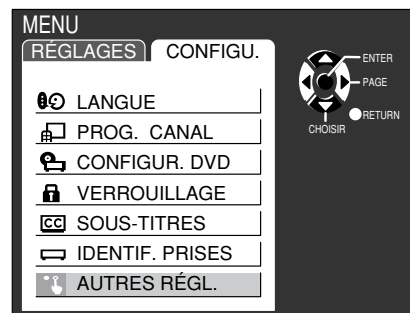 MENU
RÉGLAGES CONFIGU.
LANGUE
PROG. CANAL
CONFIGUR. DVD
VERROUILLAGE
CC SOUS-TITRES
IDENTIF. PRISES
AUTRES RÉGL.
ENTER
PAGE
RETURN
CHOISIR